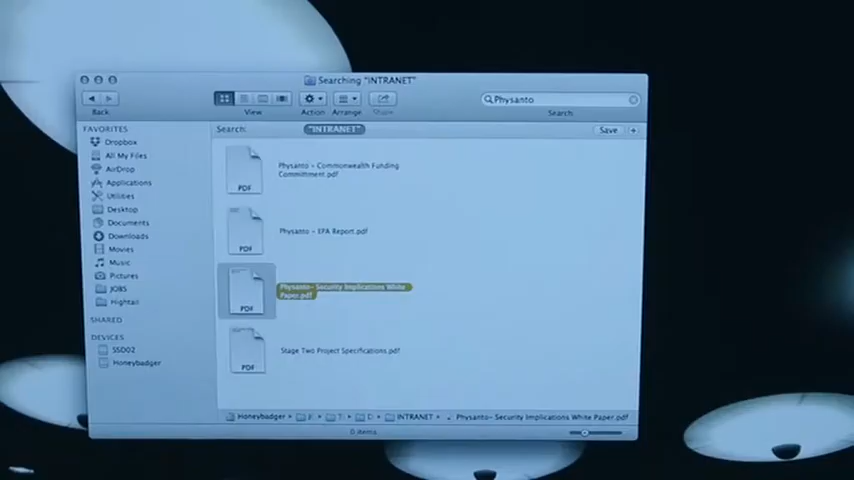 Searching "INTRANET"
Physanto
Back
View
Action
Arrange
Share
Search
FAVORITES
Dropbox
All My Files
AirDrop
Applications
Utilities
Desktop
Documents
Downloads
Movies
Music
Pictures
JOBS
Hightail
SHARED
DEVICES
SSD02
Honeybadger
Search:
"INTRANET"
Save
PDF
Physanto - Commonwealth Funding
Committment.pdf
PDF
Physanto - EPA Report.pdf
PDF
Physanto- Security Implications White
Paper.pdf
PDF
Stage Two Project Specifications.pdf
Honeybadger
INTRANET
Physanto- Security Implications White Paper.pdf
0 items